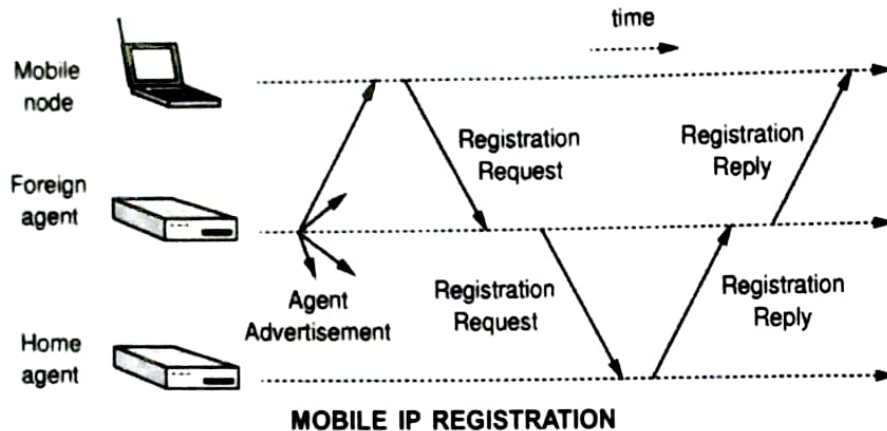 time
Mobile
node
Registration
Request
Registration
Reply
Foreign
agent
Agent
Advertisement
Registration
Request
Registration
Reply
Home
agent
MOBILE IP REGISTRATION